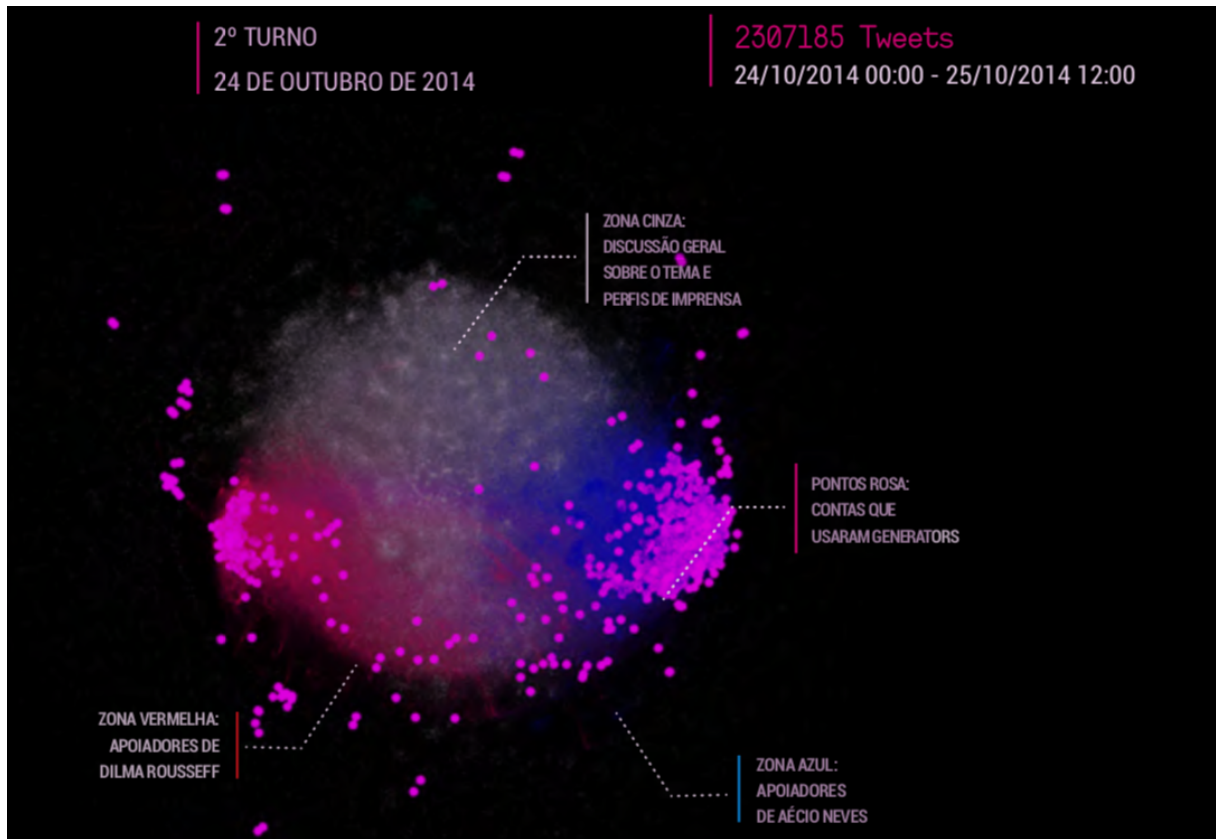 2º TURNO
24 DE OUTUBRO DE 2014
2307185 Tweets
24/10/2014 00:00 - 25/10/2014 12:00
ZONA CINZA:
DISCUSSÃO GERAL
SOBRE O TEMA E
PERFIS DE IMPRENSA
PONTOS ROSA:
CONTAS QUE
USARAM GENERATORS
ZONA VERMELHA:
APOIADORES DE
DILMA ROUSSEFF
ZONA AZUL:
APOIADORES
DE AÉCIO NEVES